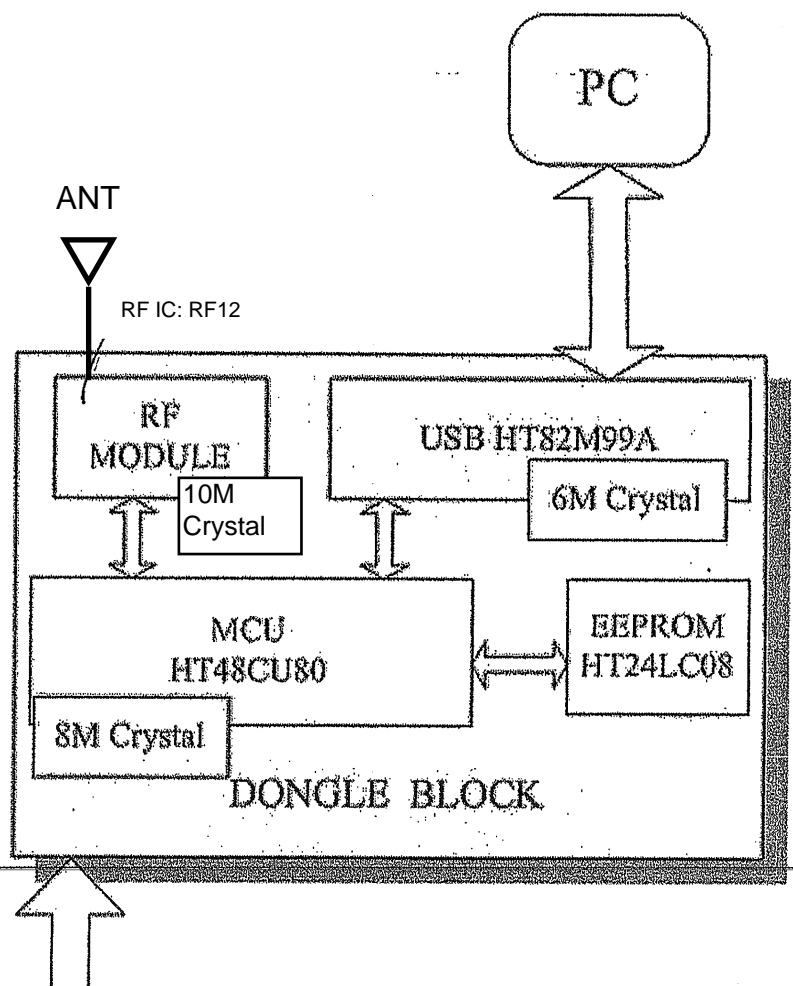 PC
ANT
RF IC: RF12
RF
MODULE
10M
Crystal
USB HT82M99A
6M Crystal
MCU
HT48CU80
8M Crystal
EEPROM
HT24LC08
DONGLE BLOCK